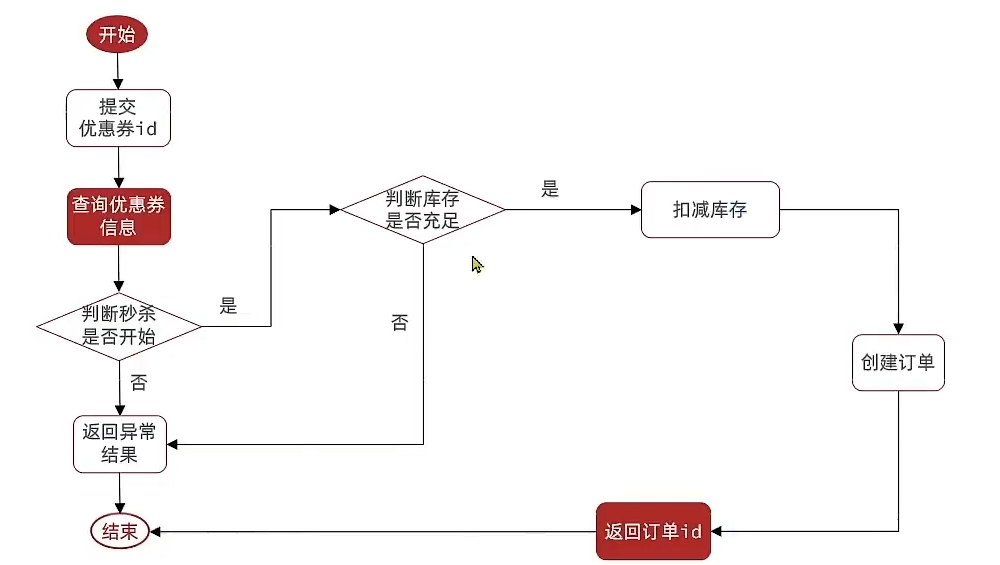 开始
提交
优惠券id
查询优惠券
信息
判断秒杀
是否开始
是
否
返回异常
结果
结束
判断库存
是否充足
是
否
扣减库存
创建订单
返回订单id